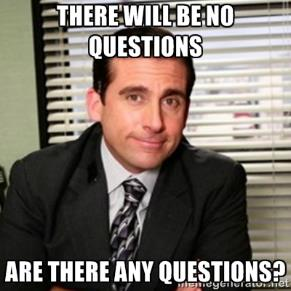 THERE WILL BE NO
QUESTIONS
ARE THERE ANY QUESTIONS?
memegenerator.net